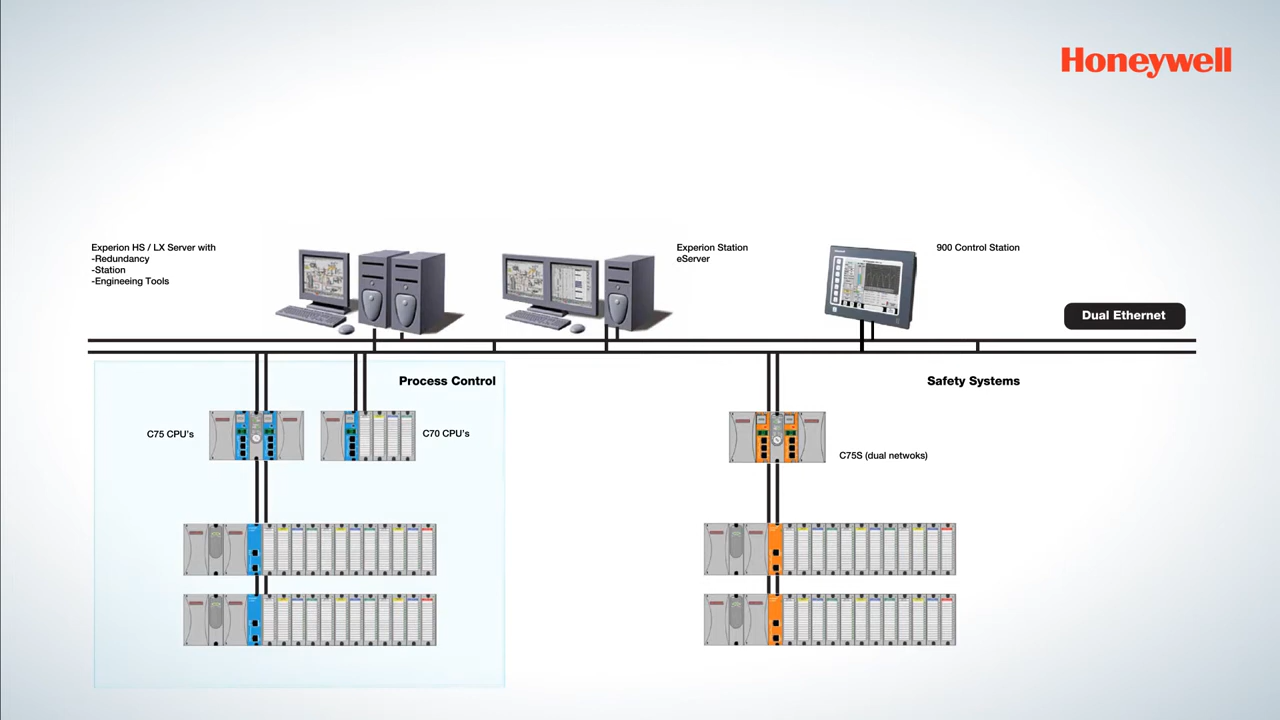 Honeywell
Experion HS / LX Server with
-Redundancy
-Station
-Engineeing Tools
Experion Station
eServer
900 Control Station
Dual Ethernet
Process Control
Safety Systems
C75 CPU's
C70 CPU's
C75S (dual netwoks)